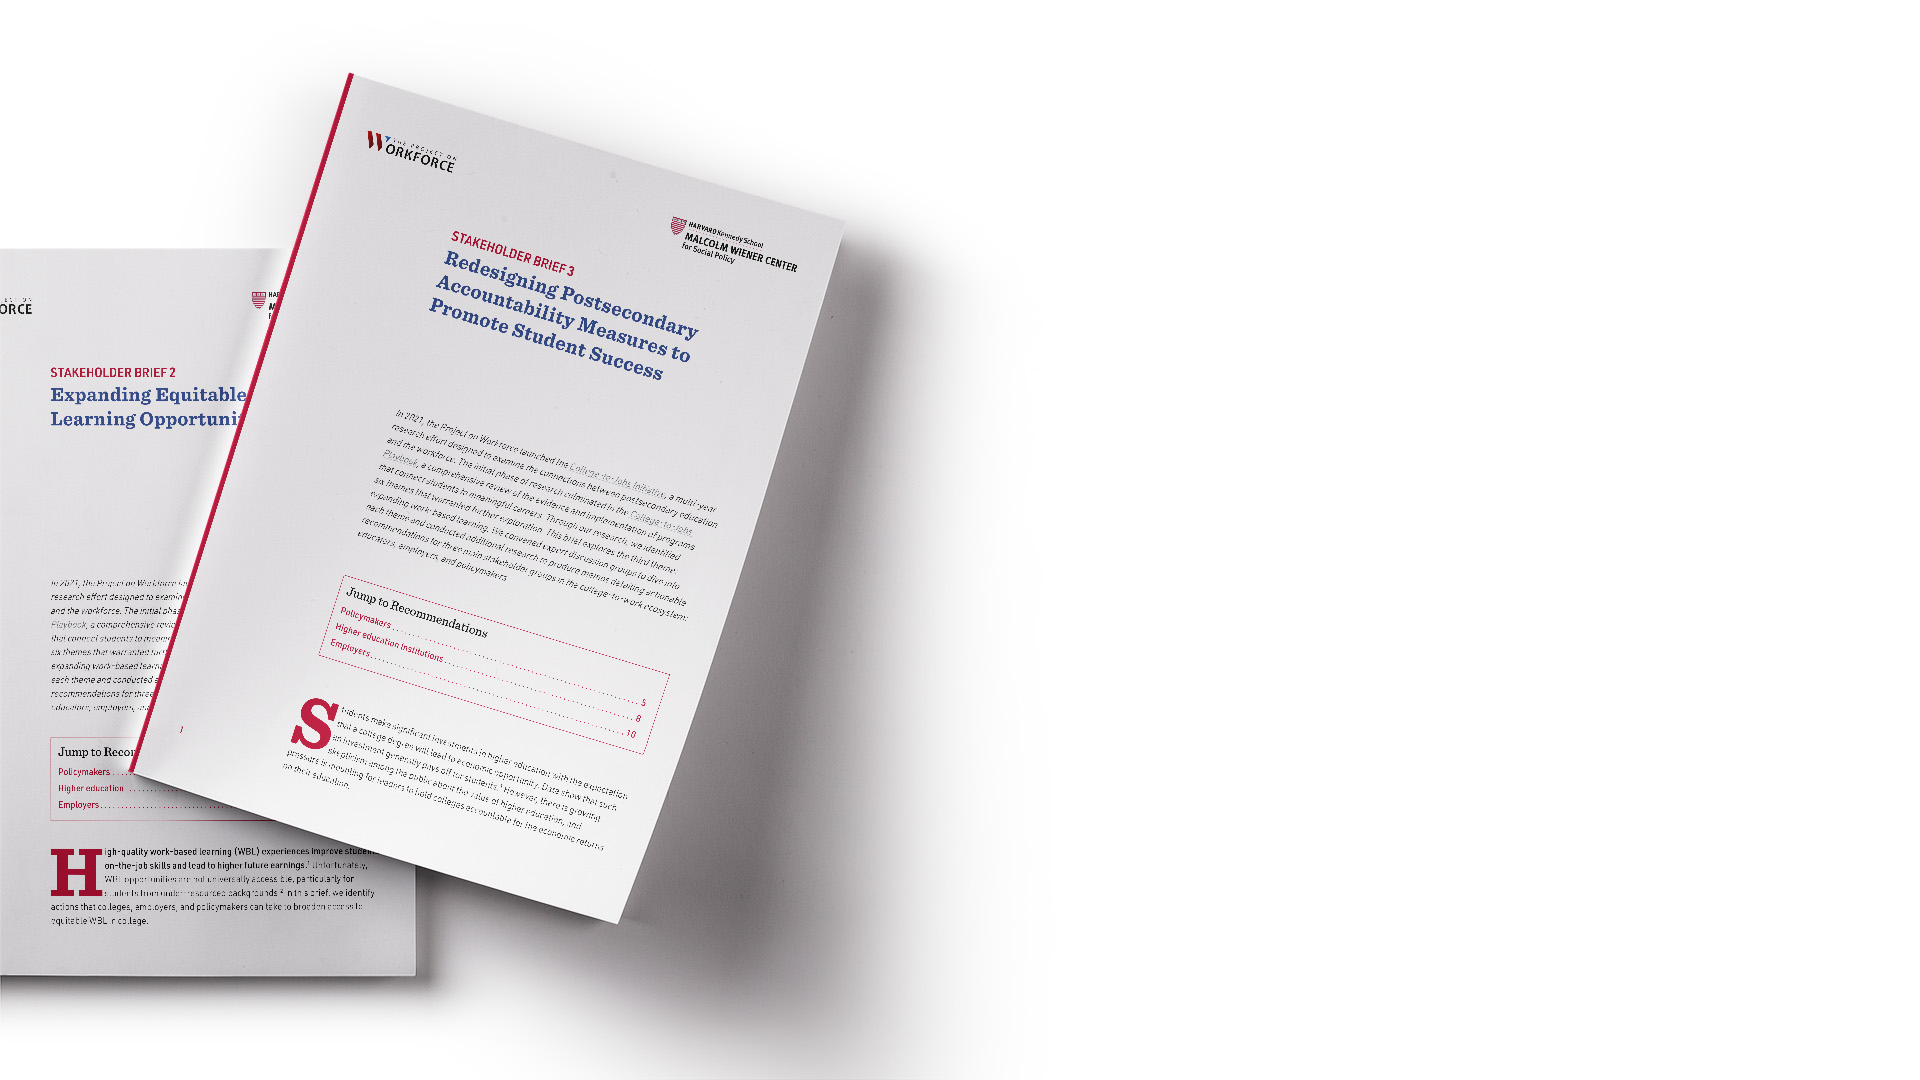 THE PROJECT ON
WORKFORCE
HARVARD Kennedy School
MALCOLM WIENER CENTER
for Social Policy
STAKEHOLDER BRIEF 3
Redesigning Postsecondary
Accountability Measures to
Promote Student Success
In 2021, the Project on Workforce launched the College-to-Jobs Initiative, a multi-year
research effort designed to examine the connections between postsecondary education
and the workforce. The initial phase of research culminated in the College-to-Jobs
Playbook, a comprehensive review of the evidence and implementation of programs
that connect students to meaningful careers. Through our research, we identified
six themes that warranted further exploration. This brief explores the third theme,
expanding work-based learning. We convened expert discussion groups to dive into
each theme and conducted additional research to produce memos detailing actionable
recommendations for three main stakeholder groups in the college-to-work ecosystem:
educators, employers, and policymakers.
Jump to Recommendations
Policymakers 5
Higher education institutions 8
Employers 10
Students make significant investments in higher education with the expectation
that a college degree will lead to economic opportunity. Data show that such
an investment generally pays off for students.¹ However, there is growing
skepticism among the public about the value of higher education, and
pressure is mounting for leaders to hold colleges accountable for the economic returns
on their education.
ECT ON
ORCE
HAR
M
f
STAKEHOLDER BRIEF 2
Expanding Equitable
Learning Opportuni
In 2021, the Project on Workforce la
research effort designed to examin
and the workforce. The initial phas
Playbook, a comprehensive revie
that connect students to meani
six themes that warranted furt
expanding work-based learn
each theme and conducted a
recommendations for three
educators, employers, an
Jump to Recor
Policymakers
Higher education
Employers
High-quality work-based learning (WBL) experiences improve studen
on-the-job skills and lead to higher future earnings.¹ Unfortunately,
WBL opportunities are not universally accessible, particularly for
students from under-resourced backgrounds.² In this brief, we identify
actions that colleges, employers, and policymakers can take to broaden access to
equitable WBL in college.